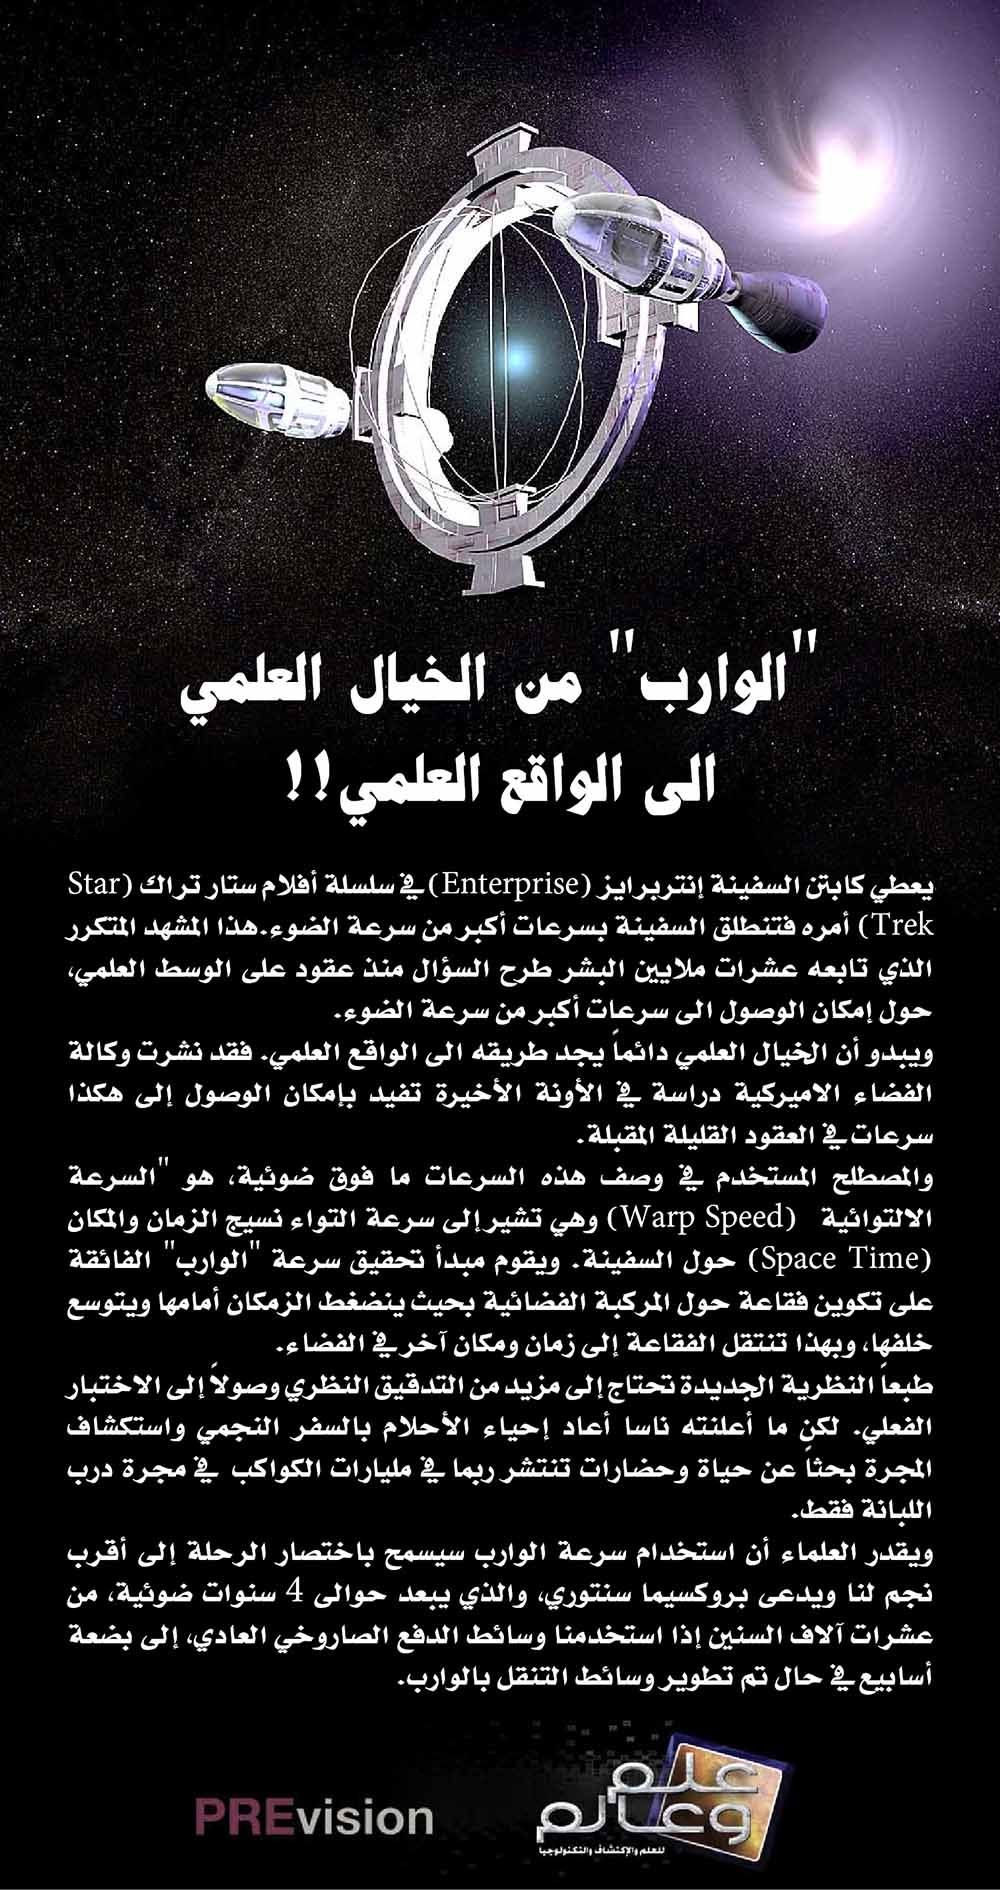 "الوارب" من الخيال العلمي
الى الواقع العلمي!!
يعطي كابتن السفينة إنتربرايز (Enterprise) في سلسلة أفلام ستار تراك (Star
Trek) أمره فتنطلق السفينة بسرعات أكبر من سرعة الضوء.هذا المشهد المتكرر
الذي تابعه عشرات ملايين البشر طرح السؤال منذ عقود على الوسط العلمي،
حول إمكان الوصول الى سرعات أكبر من سرعة الضوء.
ويبدو أن الخيال العلمي دائماً يجد طريقه الى الواقع العلمي. فقد نشرت وكالة
الفضاء الاميركية دراسة في الأونة الأخيرة تفيد بإمكان الوصول إلى هكذا
سرعات في العقود القليلة المقبلة.
والمصطلح المستخدم في وصف هذه السرعات ما فوق ضوئية، هو "السرعة
الالتوائية (Warp Speed) وهي تشير إلى سرعة التواء نسيج الزمان والمكان
(Space Time) حول السفينة. ويقوم مبدأ تحقيق سرعة "الوارب" الفائقة
على تكوين فقاعة حول المركبة الفضائية بحيث ينضغط الزمكان أمامها ويتوسع
خلفها، وبهذا تنتقل الفقاعة إلى زمان ومكان آخر في الفضاء.
طبعاً النظرية الجديدة تحتاج إلى مزيد من التدقيق النظري وصولاً إلى الاختبار
الفعلي. لكن ما أعلنته ناسا أعاد إحياء الأحلام بالسفر النجمي واستكشاف
المجرة بحثاً عن حياة وحضارات تنتشر ربما في مليارات الكواكب في مجرة درب
اللبانة فقط.
ويقدر العلماء أن استخدام سرعة الوارب سيسمح باختصار الرحلة إلى أقرب
نجم لنا ويدعى بروكسيما سنتوري، والذي يبعد حوالى 4 سنوات ضوئية، من
عشرات آلاف السنين إذا استخدمنا وسائط الدفع الصاروخي العادي، إلى بضعة
أسابيع في حال تم تطوير وسائط التنقل بالوارب.
علم
وعالم
للعلم والإكتشاف والتكنولوجيا
PREvision